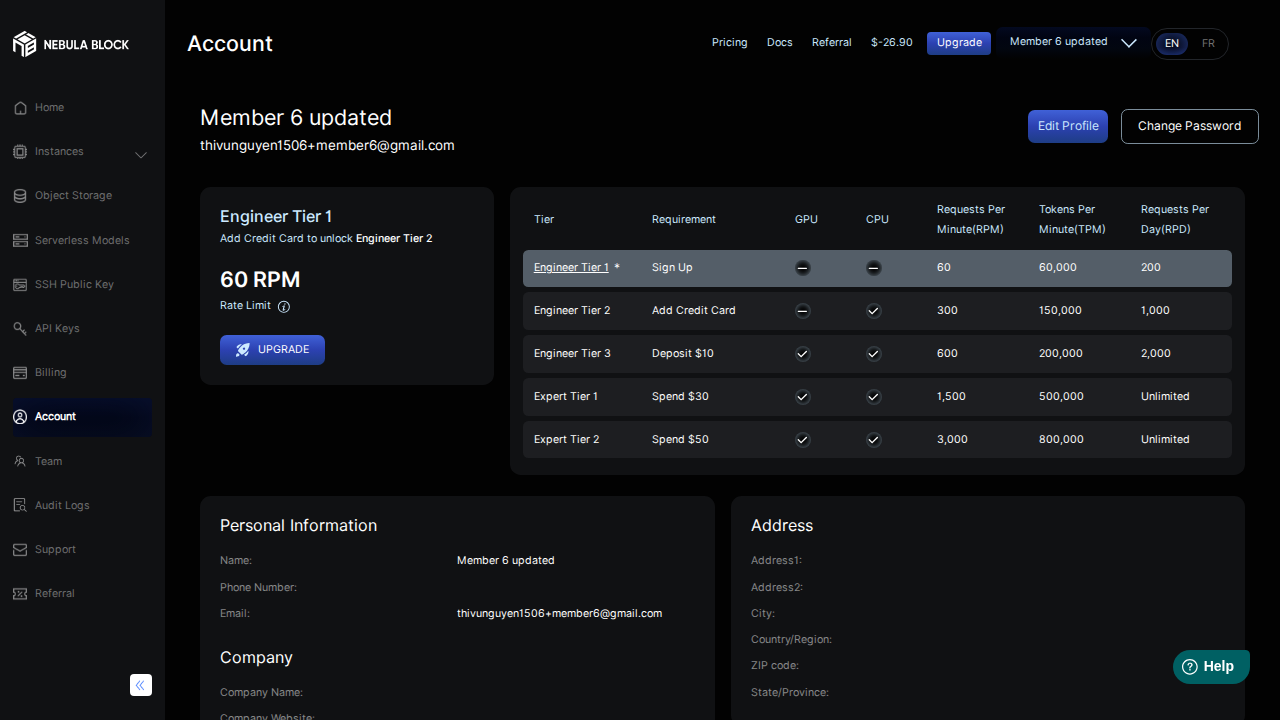 NEBULA BLOCK
Account
Pricing
Docs
Referral
$-26.90
Upgrade
Member 6 updated
EN
FR
Home
Instances
Object Storage
Serverless Models
SSH Public Key
API Keys
Billing
Account
Team
Audit Logs
Support
Referral
Member 6 updated
thivunguyen1506+member6@gmail.com
Edit Profile
Change Password
Engineer Tier 1
Add Credit Card to unlock Engineer Tier 2
60 RPM
Rate Limit
UPGRADE
Tier Requirement GPU CPU Requests Per Minute(RPM) Tokens Per Minute(TPM) Requests Per Day(RPD)
Engineer Tier 1 * Sign Up 60 60,000 200
Engineer Tier 2 Add Credit Card 300 150,000 1,000
Engineer Tier 3 Deposit $10 600 200,000 2,000
Expert Tier 1 Spend $30 1,500 500,000 Unlimited
Expert Tier 2 Spend $50 3,000 800,000 Unlimited
Personal Information
Name: Member 6 updated
Phone Number:
Email: thivunguyen1506+member6@gmail.com
Company
Company Name:
Company Website:
Address
Address1:
Address2:
City:
Country/Region:
ZIP code:
State/Province:
Help